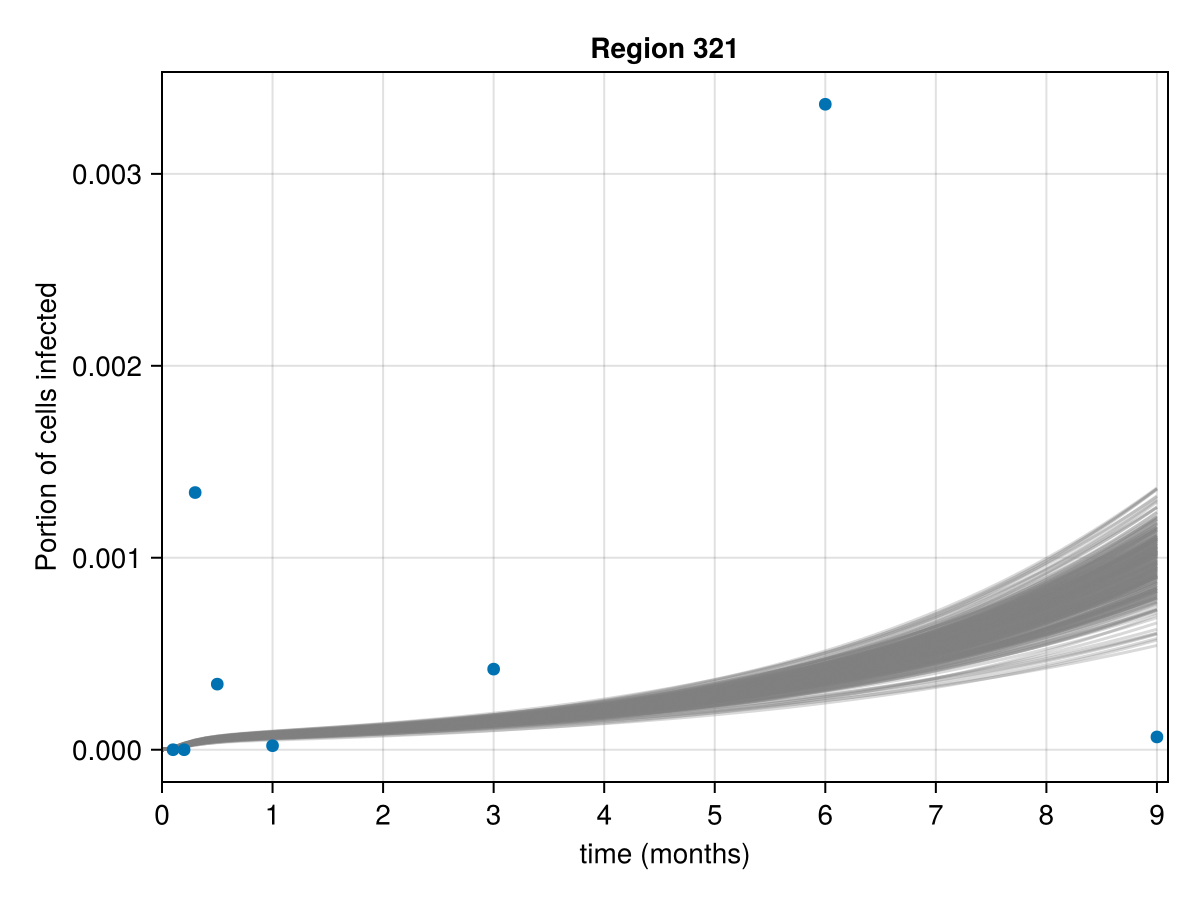 Region 321
Portion of cells infected
0.003
0.002
0.001
0.000
0 1 2 3 4 5 6 7 8 9
time (months)